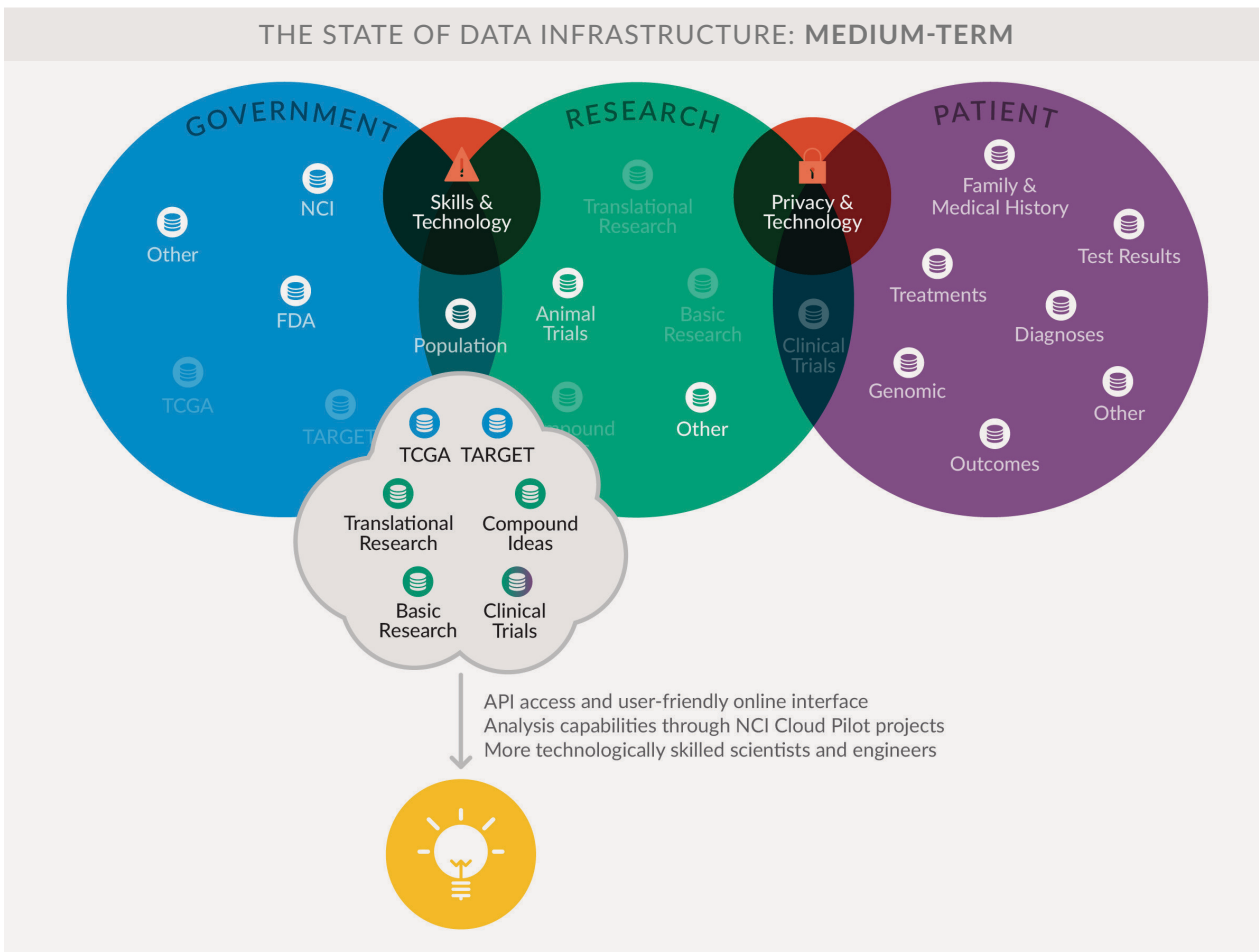 THE STATE OF DATA INFRASTRUCTURE: MEDIUM-TERM
GOVERNMENT
NCI
Other
FDA
TCGA
TARGET
Skills &
Technology
Population
RESEARCH
Translational
Research
Animal
Trials
Basic
Research
Other
Privacy &
Technology
Clinical
Trials
PATIENT
Family &
Medical History
Test Results
Treatments
Diagnoses
Genomic
Other
Outcomes
TCGA TARGET
Translational
Research
Compound
Ideas
Basic
Research
Clinical
Trials
API access and user-friendly online interface
Analysis capabilities through NCI Cloud Pilot projects
More technologically skilled scientists and engineers